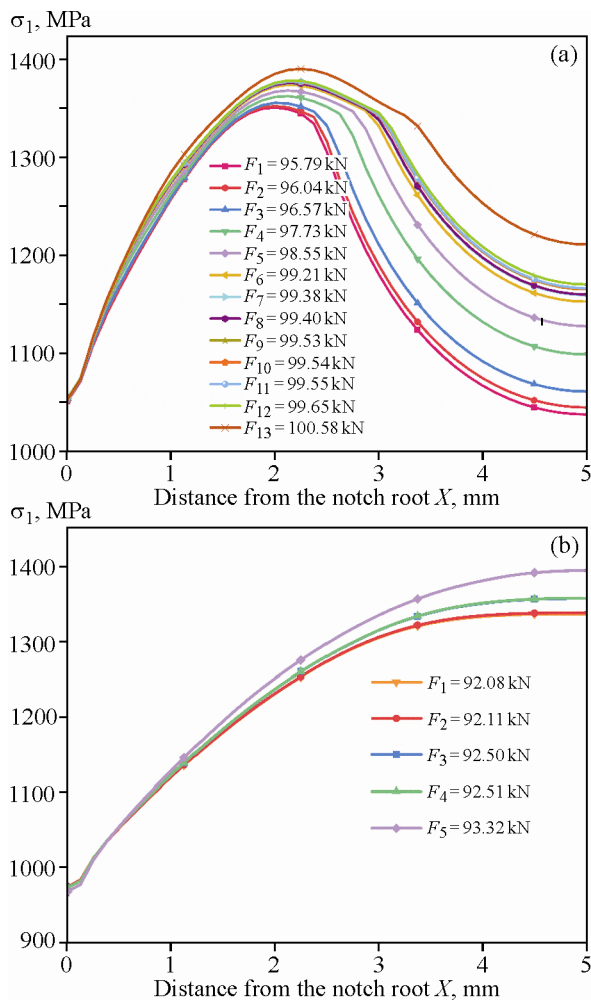 σ1, MPa
(a)
1400
1300
1200
1100
1000
F1 = 95.79 kN
F2 = 96.04 kN
F3 = 96.57 kN
F4 = 97.73 kN
F5 = 98.55 kN
F6 = 99.21 kN
F7 = 99.38 kN
F8 = 99.40 kN
F9 = 99.53 kN
F10 = 99.54 kN
F11 = 99.55 kN
F12 = 99.65 kN
F13 = 100.58 kN
0 1 2 3 4 5
Distance from the notch root X, mm
σ1, MPa
(b)
1400
1300
1200
1100
1000
900
F1 = 92.08 kN
F2 = 92.11 kN
F3 = 92.50 kN
F4 = 92.51 kN
F5 = 93.32 kN
0 1 2 3 4 5
Distance from the notch root X, mm